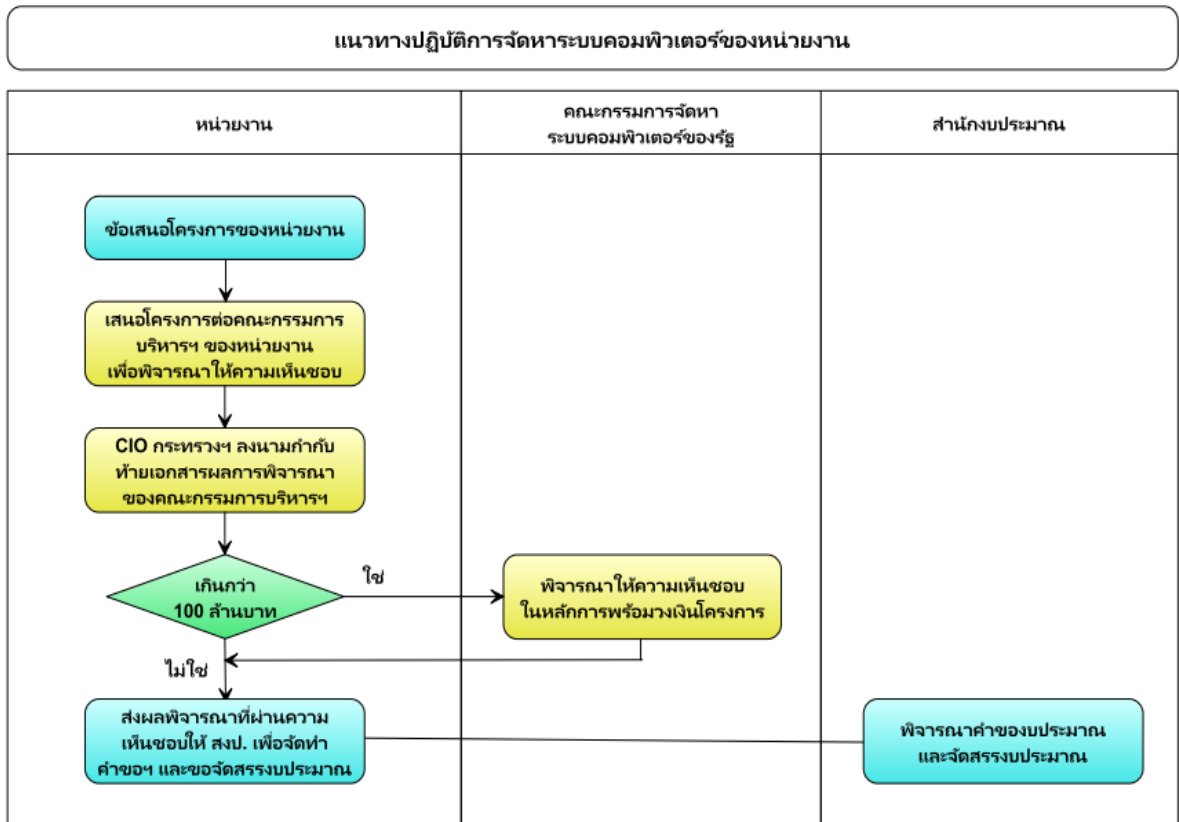 แนวทางปฏิบัติการจัดหาระบบคอมพิวเตอร์ของหน่วยงาน
หน่วยงาน
คณะกรรมการจัดหา
ระบบคอมพิวเตอร์ของรัฐ
สำนักงบประมาณ
ข้อเสนอโครงการของหน่วยงาน
เสนอโครงการต่อคณะกรรมการ
บริหารฯ ของหน่วยงาน
เพื่อพิจารณาให้ความเห็นชอบ
CIO กระทรวงฯ ลงนามกำกับ
ท้ายเอกสารผลการพิจารณา
ของคณะกรรมการบริหารฯ
เกินกว่า
100 ล้านบาท
ใช่
พิจารณาให้ความเห็นชอบ
ในหลักการพร้อมวงเงินโครงการ
ไม่ใช่
ส่งผลพิจารณาที่ผ่านความ
เห็นชอบให้ สงป. เพื่อจัดทำ
คำขอฯ และขอจัดสรรงบประมาณ
พิจารณาคำของบประมาณ
และจัดสรรงบประมาณ